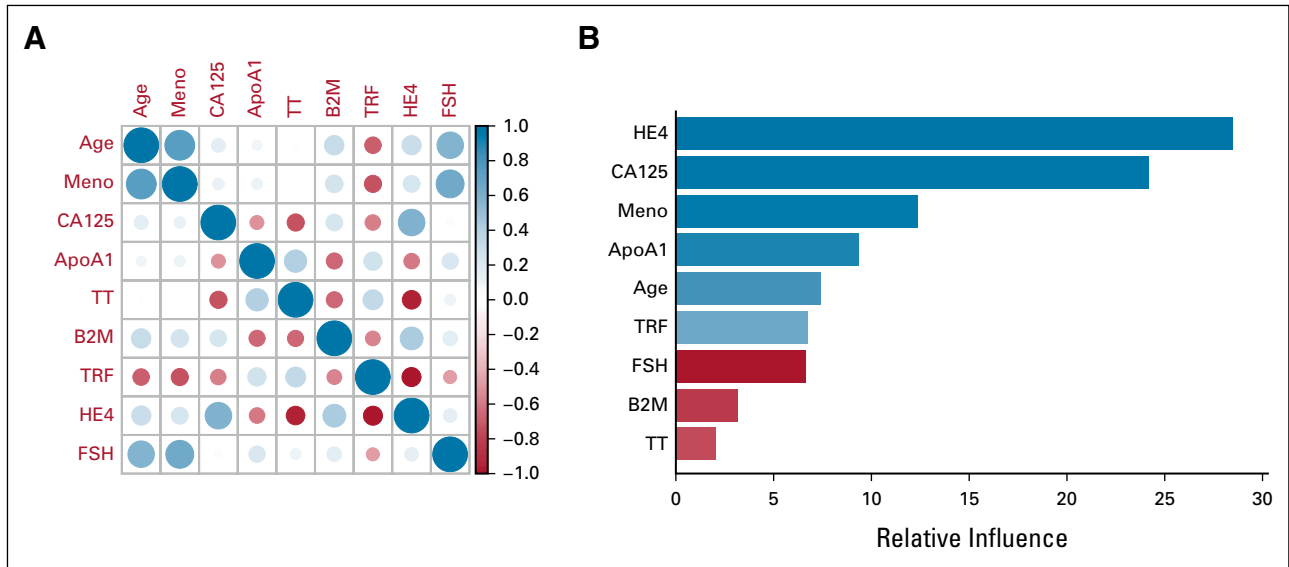 A
B
Age Meno CA125 ApoA1 TT B2M TRF HE4 FSH
Age
Meno
CA125
ApoA1
TT
B2M
TRF
HE4
FSH
1.0
0.8
0.6
0.4
0.2
0.0
−0.2
−0.4
−0.6
−0.8
−1.0
HE4
CA125
Meno
ApoA1
Age
TRF
FSH
B2M
TT
0 5 10 15 20 25 30
Relative Influence